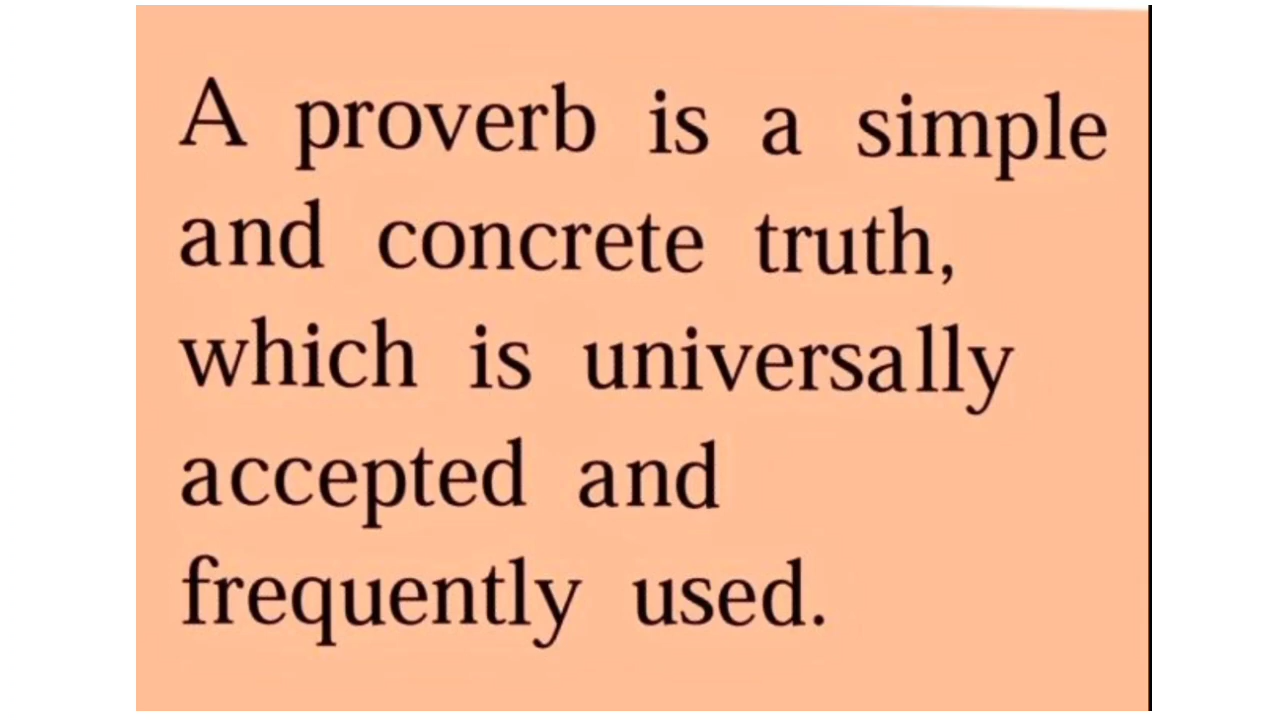 A proverb is a simple
and concrete truth,
which is universally
accepted and
frequently used.